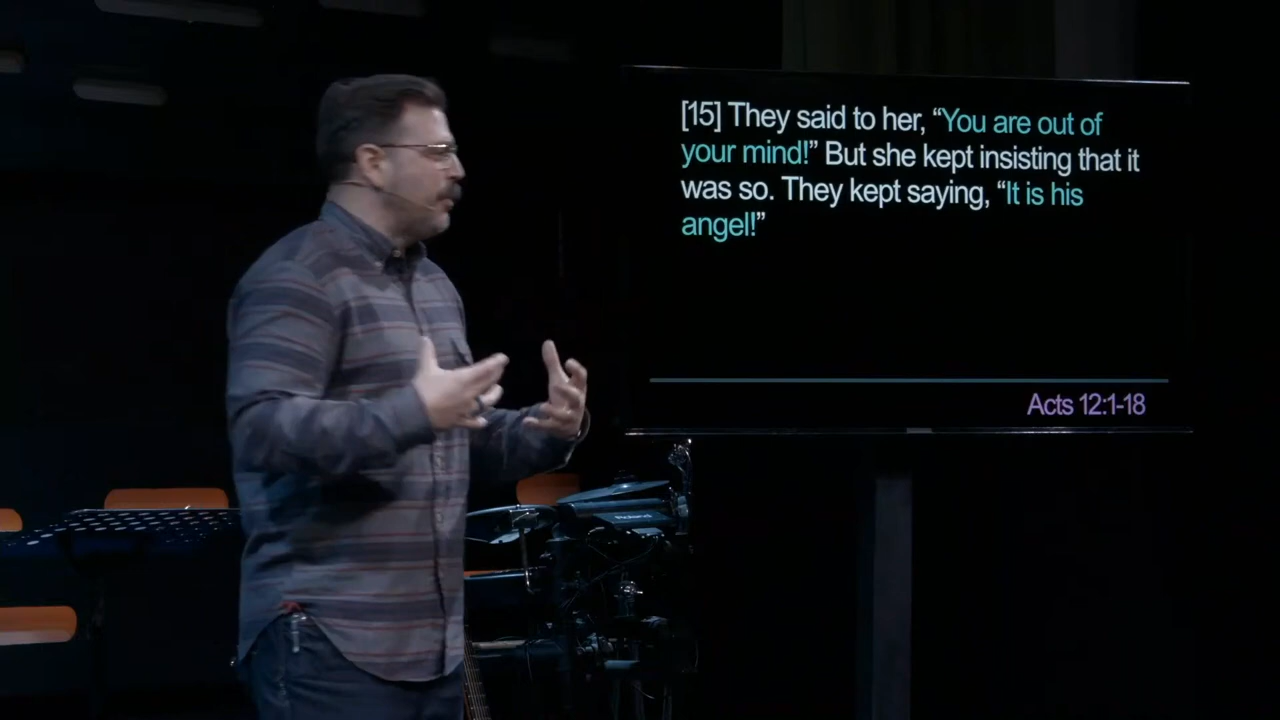 [15] They said to her, “You are out of
your mind!” But she kept insisting that it
was so. They kept saying, “It is his
angel!”
Acts 12:1-18
Roland